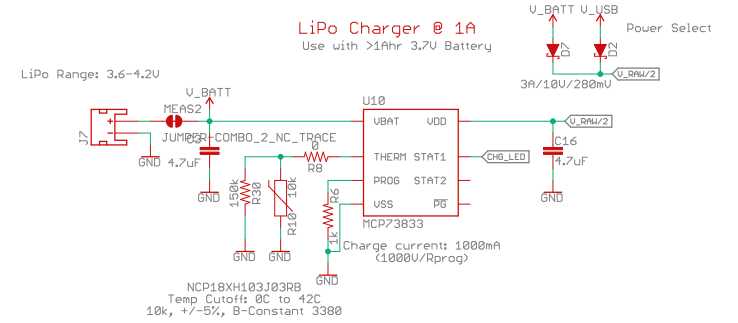 V_BATT V_USB
LiPo Charger @ 1A
Power Select
Use with >1Ahr 3.7V Battery
D7 D2
LiPo Range: 3.6-4.2V
V_RAW/2
3A/10V/280mV
V_BATT
MEAS2
U10
J7
+
-
VBAT VDD
V_RAW/2
JUMPER-COMBO_2_NC_TRACE
C16
4.7uF
4.7uF
GND
0
R8
THERM STAT1
CHG_LED
150k
R30
10k
R10
PROG STAT2
GND
GND
R6
1k
VSS PG
MCP73833
Charge current: 1000mA
(1000V/Rprog)
GND GND
GND
NCP18XH103J03RB
Temp Cutoff: 0C to 42C
10k, +/-5%, B-Constant 3380